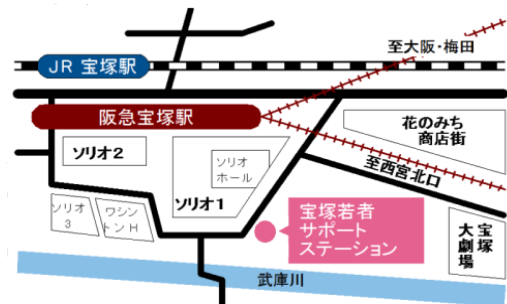 至大阪・梅田
JR 宝塚駅
阪急宝塚駅
花のみち
商店街
ソリオ2
ソリオ
ホール
至西宮北口
ソリオ1
ソリオ
3
ワシン
トンH
宝塚若者
サポート
ステーション
宝塚
大劇場
武庫川